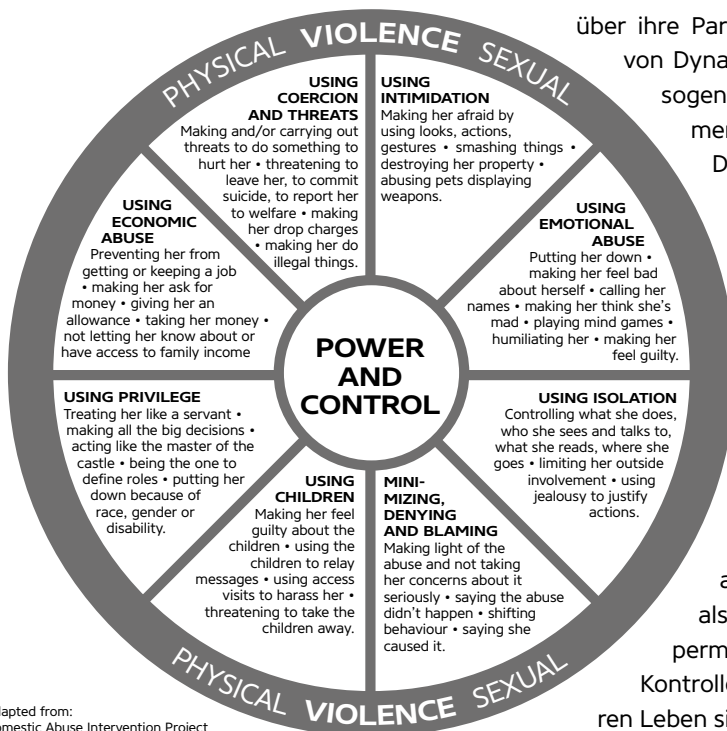 PHYSICAL VIOLENCE SEXUAL
USING
COERCION
AND THREATS
Making and/or carrying out
threats to do something to
hurt her • threatening to
leave her, to commit
suicide, to report her
to welfare • making
her drop charges
• making her do
illegal things.
USING
INTIMIDATION
Making her afraid by
using looks, actions,
gestures • smashing things •
destroying her property •
abusing pets displaying
weapons.
USING
EMOTIONAL
ABUSE
Putting her down •
making her feel bad
about herself • calling her
names • making her think she's
mad • playing mind games •
humiliating her • making her
feel guilty.
USING ISOLATION
Controlling what she does,
who she sees and talks to,
what she reads, where she
goes • limiting her outside
involvement • using
jealousy to justify
actions.
MINI-
MIZING,
DENYING
AND BLAMING
Making light of the
abuse and not taking
her concerns about it
seriously • saying the abuse
didn't happen • shifting
behaviour • saying she
caused it.
USING
CHILDREN
Making her feel
guilty about the
children • using the
children to relay
messages • using access
visits to harass her •
threatening to take the
children away.
USING PRIVILEGE
Treating her like a servant •
making all the big decisions •
acting like the master of the
castle • being the one to
define roles • putting her
down because of
race, gender or
disability.
USING
ECONOMIC
ABUSE
Preventing her from
getting or keeping a job
• making her ask for
money • giving her an
allowance • taking her money •
not letting her know about or
have access to family income
POWER
AND
CONTROL
PHYSICAL VIOLENCE SEXUAL
über ihre Par
von Dyna
sogen
mer
D
a
als
perm
Kontrolle
ren Leben si
dapted from:
omestic Abuse Intervention Project